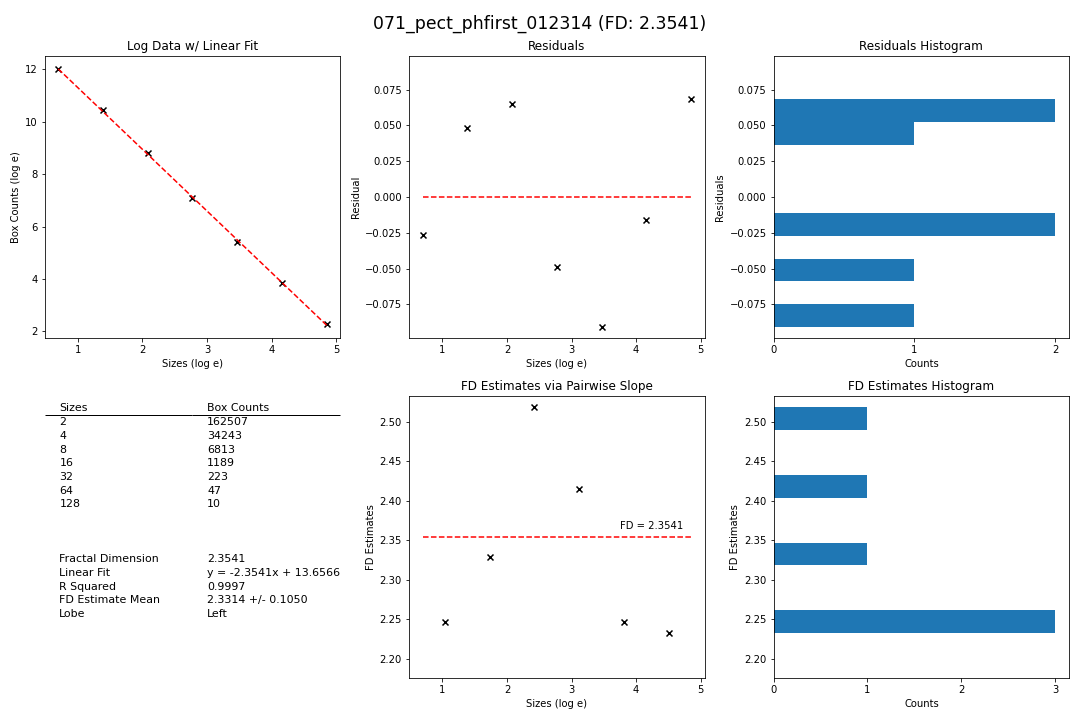 071_pect_phfirst_012314 (FD: 2.3541)
Log Data w/ Linear Fit
12
10
8
6
4
2
Box Counts (log e)
1 2 3 4 5
Sizes (log e)
Residuals
0.075
0.050
0.025
0.000
−0.025
−0.050
−0.075
Residual
1 2 3 4 5
Sizes (log e)
Residuals Histogram
0.075
0.050
0.025
0.000
−0.025
−0.050
−0.075
Residuals
0 1 2
Counts
Sizes Box Counts
2 162507
4 34243
8 6813
16 1189
32 223
64 47
128 10
Fractal Dimension 2.3541
Linear Fit y = -2.3541x + 13.6566
R Squared 0.9997
FD Estimate Mean 2.3314 +/- 0.1050
Lobe Left
FD Estimates via Pairwise Slope
2.50
2.45
2.40
2.35
2.30
2.25
2.20
FD Estimates
FD = 2.3541
1 2 3 4 5
Sizes (log e)
FD Estimates Histogram
2.50
2.45
2.40
2.35
2.30
2.25
2.20
FD Estimates
0 1 2 3
Counts